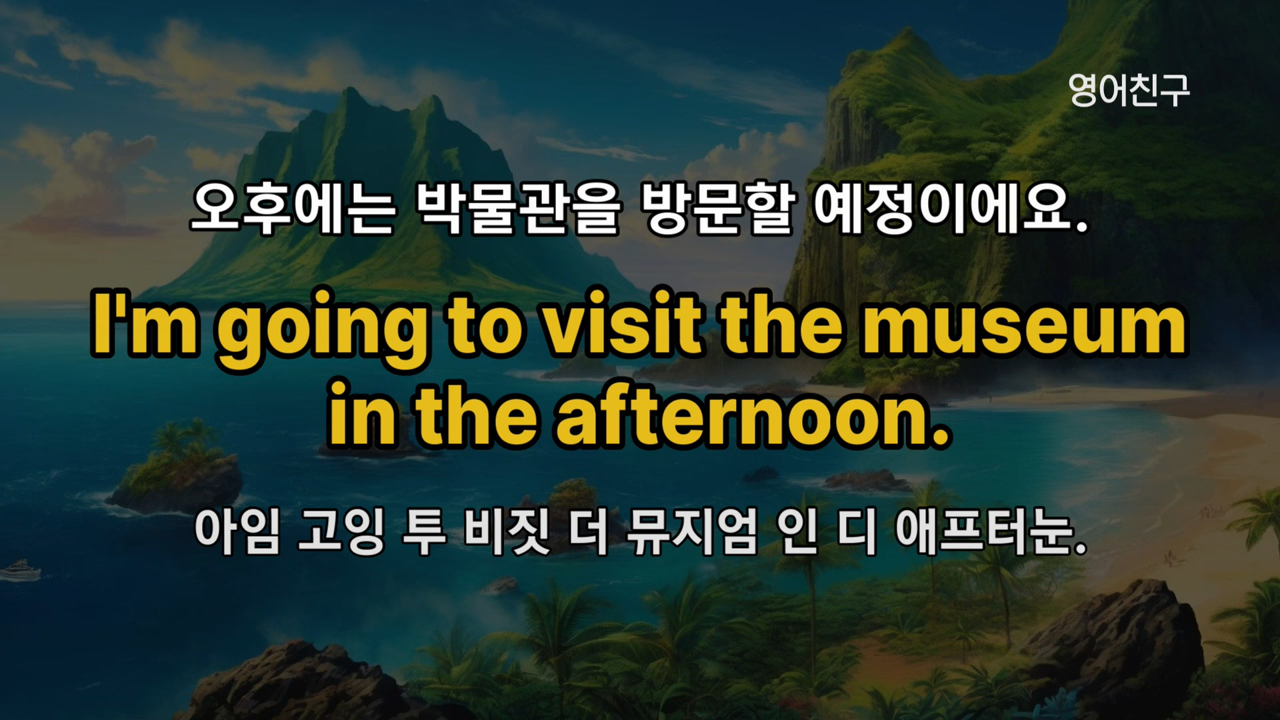 영어친구
오후에는 박물관을 방문할 예정이에요.
I'm going to visit the museum
in the afternoon.
아임 고잉 투 비짓 더 뮤지엄 인 디 애프터눈.